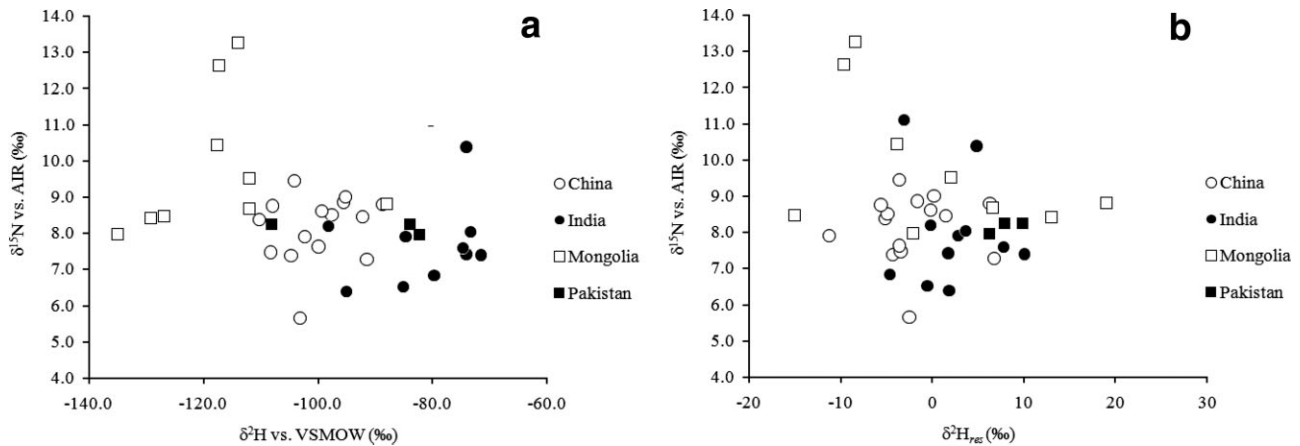 a
δ¹⁵N vs. AIR (‰)
14.0
13.0
12.0
11.0
10.0
9.0
8.0
7.0
6.0
5.0
4.0
-140.0 -120.0 -100.0 -80.0 -60.0
δ²H vs. VSMOW (‰)
China
India
Mongolia
Pakistan
b
δ¹⁵N vs. AIR (‰)
14.0
13.0
12.0
11.0
10.0
9.0
8.0
7.0
6.0
5.0
4.0
-20 -10 0 10 20 30
δ²Hres (‰)
China
India
Mongolia
Pakistan